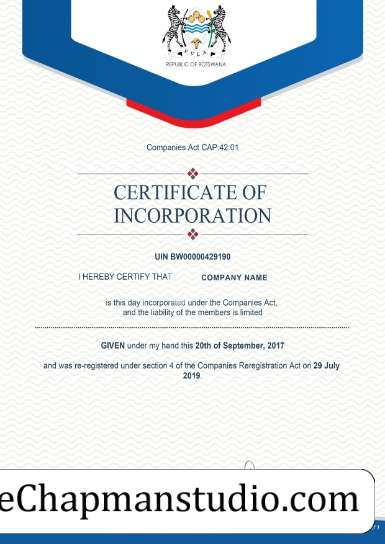 PULA
REPUBLIC OF BOTSWANA
Companies Act CAP:42:01
CERTIFICATE OF
INCORPORATION
UIN BW00000429190
I HEREBY CERTIFY THAT COMPANY NAME
is this day incorporated under the Companies Act,
and the liability of the members is limited
GIVEN under my hand this 20th of September, 2017
and was re-registered under section 4 of the Companies Reregistration Act on 29 July
2019.
eChapmanstudio.com